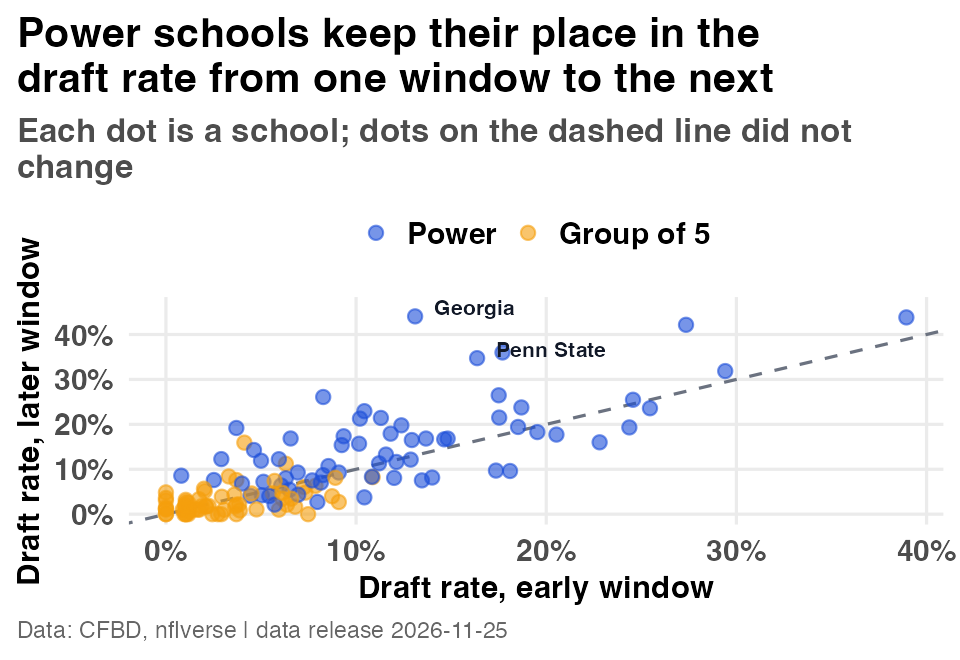 Power schools keep their place in the
draft rate from one window to the next
Each dot is a school; dots on the dashed line did not
change
Power
Group of 5
Draft rate, later window
40%
30%
20%
10%
0%
Georgia
Penn State
0%
10%
20%
30%
40%
Draft rate, early window
Data: CFBD, nflverse | data release 2026-11-25